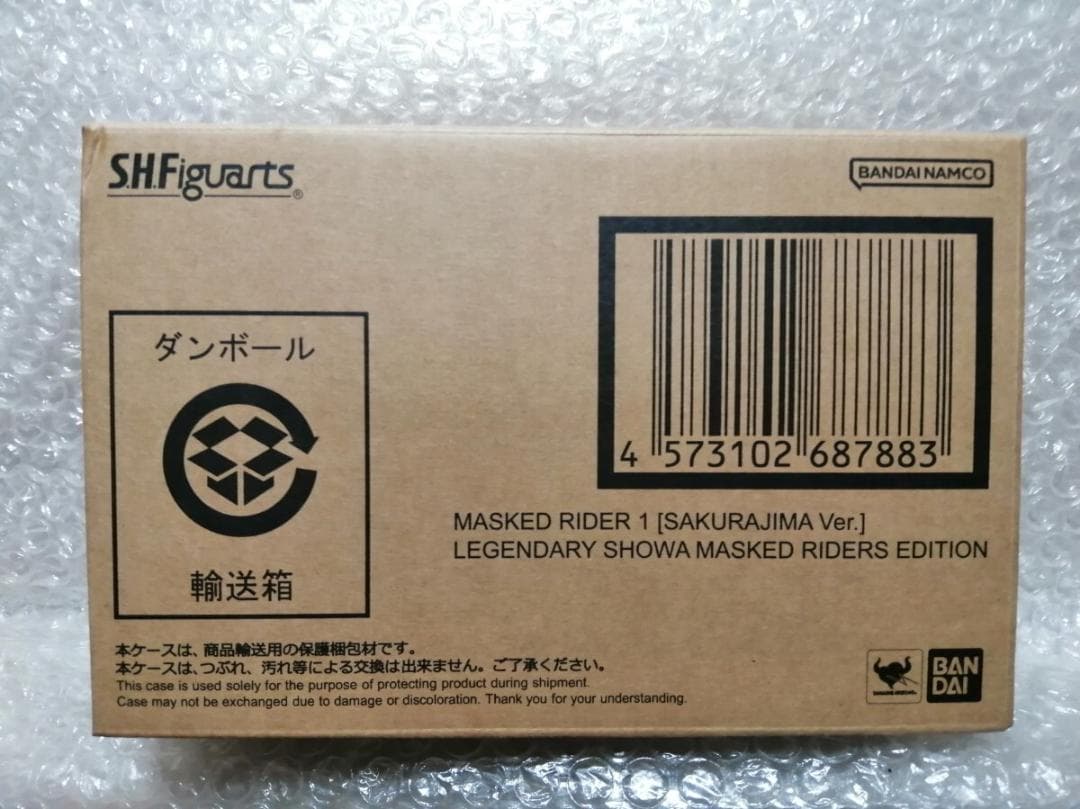 S.H.Figuarts®
BANDAI NAMCO
4 573102 687883
ダンボール
輸送箱
MASKED RIDER 1 [SAKURAJIMA Ver.]
LEGENDARY SHOWA MASKED RIDERS EDITION
本ケースは、商品輸送用の保護梱包材です。
本ケースは、つぶれ、汚れ等による交換は出来ません。ご了承ください。
This case is used solely for the purpose of protecting product during shipment.
Case may not be exchanged due to damage or discoloration. Thank you for your understanding.
BAN
DAI